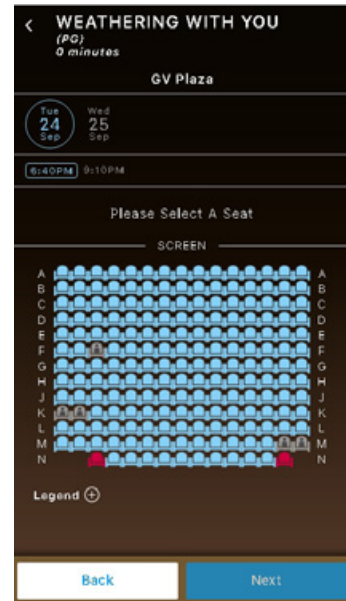 WEATHERING WITH YOU
(PG)
0 minutes
GV Plaza
Tue Wed
24 25
Sep Sep
6:40PM 9:10PM
Please Select A Seat
SCREEN
A A
B B
C C
D D
E E
F F
G G
H H
J J
K K
L L
M M
N N
Legend
Back Next